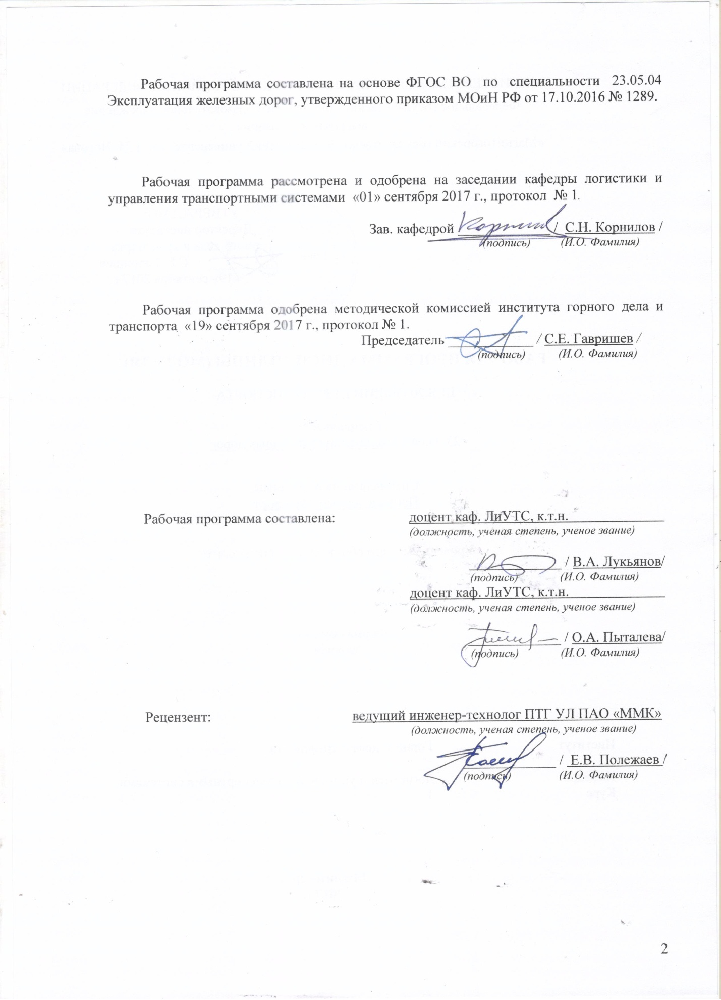 Рабочая программа составлена на основе ФГОС ВО по специальности 23.05.04
Эксплуатация железных дорог, утвержденного приказом МОиН РФ от 17.10.2016 № 1289.
Рабочая программа рассмотрена и одобрена на заседании кафедры логистики и
управления транспортными системами «01» сентября 2017 г., протокол № 1.
Зав. кафедрой _____________ / С.Н. Корнилов /
(подпись) (И.О. Фамилия)
Рабочая программа одобрена методической комиссией института горного дела и
транспорта «19» сентября 2017 г., протокол № 1.
Председатель _____________ / С.Е. Гавришев /
(подпись) (И.О. Фамилия)
Рабочая программа составлена: доцент каф. ЛиУТС, к.т.н.
(должность, ученая степень, ученое звание)
_____________ / В.А. Лукьянов/
(подпись) (И.О. Фамилия)
доцент каф. ЛиУТС, к.т.н.
(должность, ученая степень, ученое звание)
_____________ / О.А. Пыталева/
(подпись) (И.О. Фамилия)
Рецензент: ведущий инженер-технолог ПТГ УЛ ПАО «ММК»
(должность, ученая степень, ученое звание)
_____________ / Е.В. Полежаев /
(подпись) (И.О. Фамилия)
2